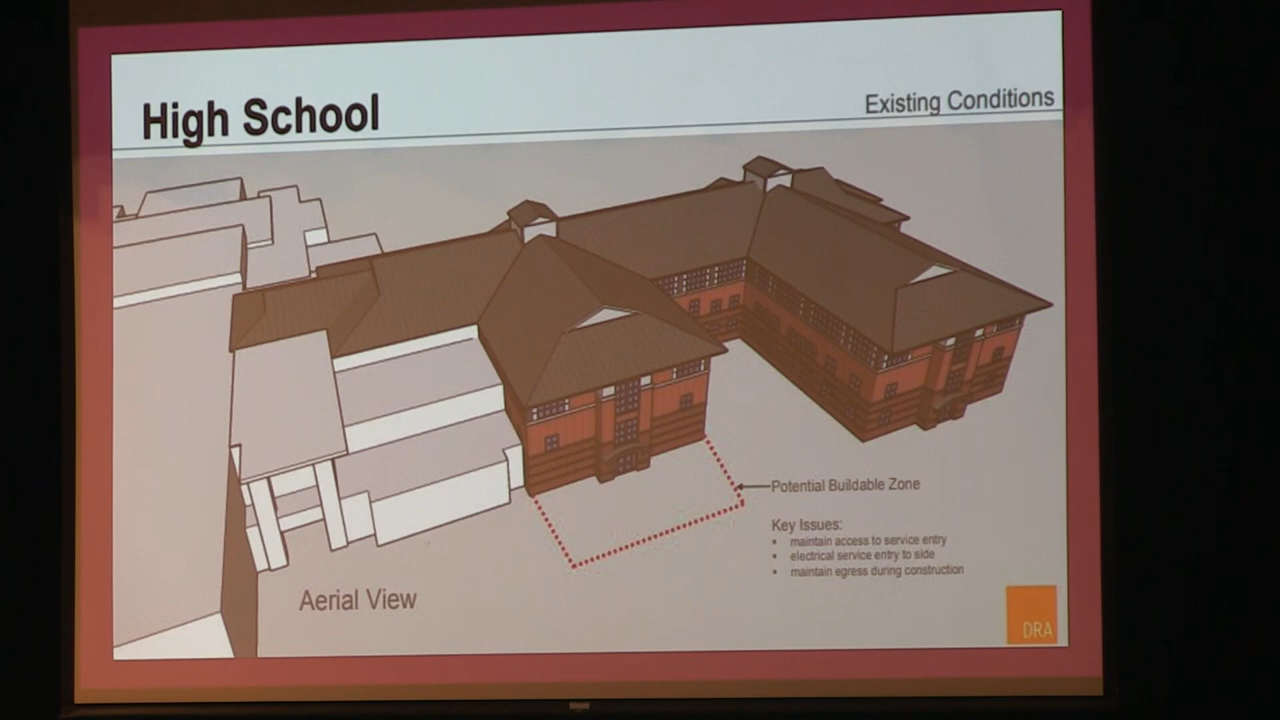 High School
Existing Conditions
Potential Buildable Zone
Key Issues:
▪ maintain access to service entry
▪ electrical service entry to side
▪ maintain egress during construction
Aerial View
DRA